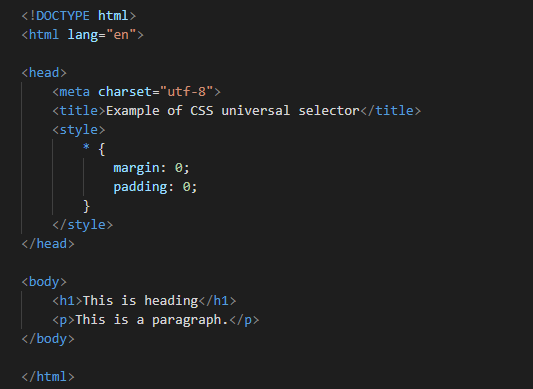 <!DOCTYPE html>
<html lang="en">
<head>
<meta charset="utf-8">
<title>Example of CSS universal selector</title>
<style>
* {
margin: 0;
padding: 0;
}
</style>
</head>
<body>
<h1>This is heading</h1>
<p>This is a paragraph.</p>
</body>
</html>